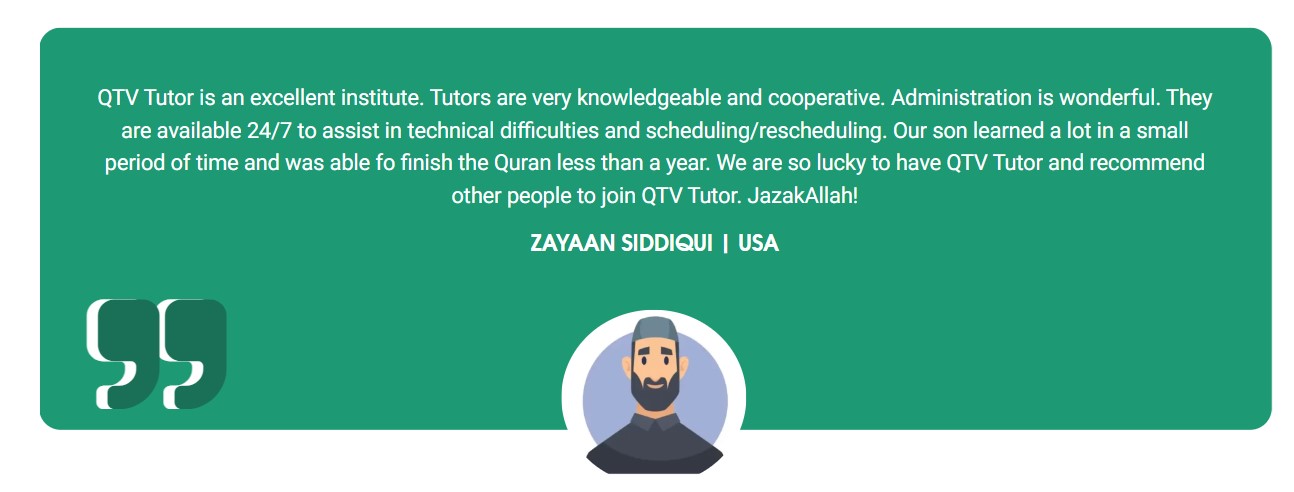 QTV Tutor is an excellent institute. Tutors are very knowledgeable and cooperative. Administration is wonderful. They
are available 24/7 to assist in technical difficulties and scheduling/rescheduling. Our son learned a lot in a small
period of time and was able fo finish the Quran less than a year. We are so lucky to have QTV Tutor and recommend
other people to join QTV Tutor. JazakAllah!
ZAYAAN SIDDIQUI | USA